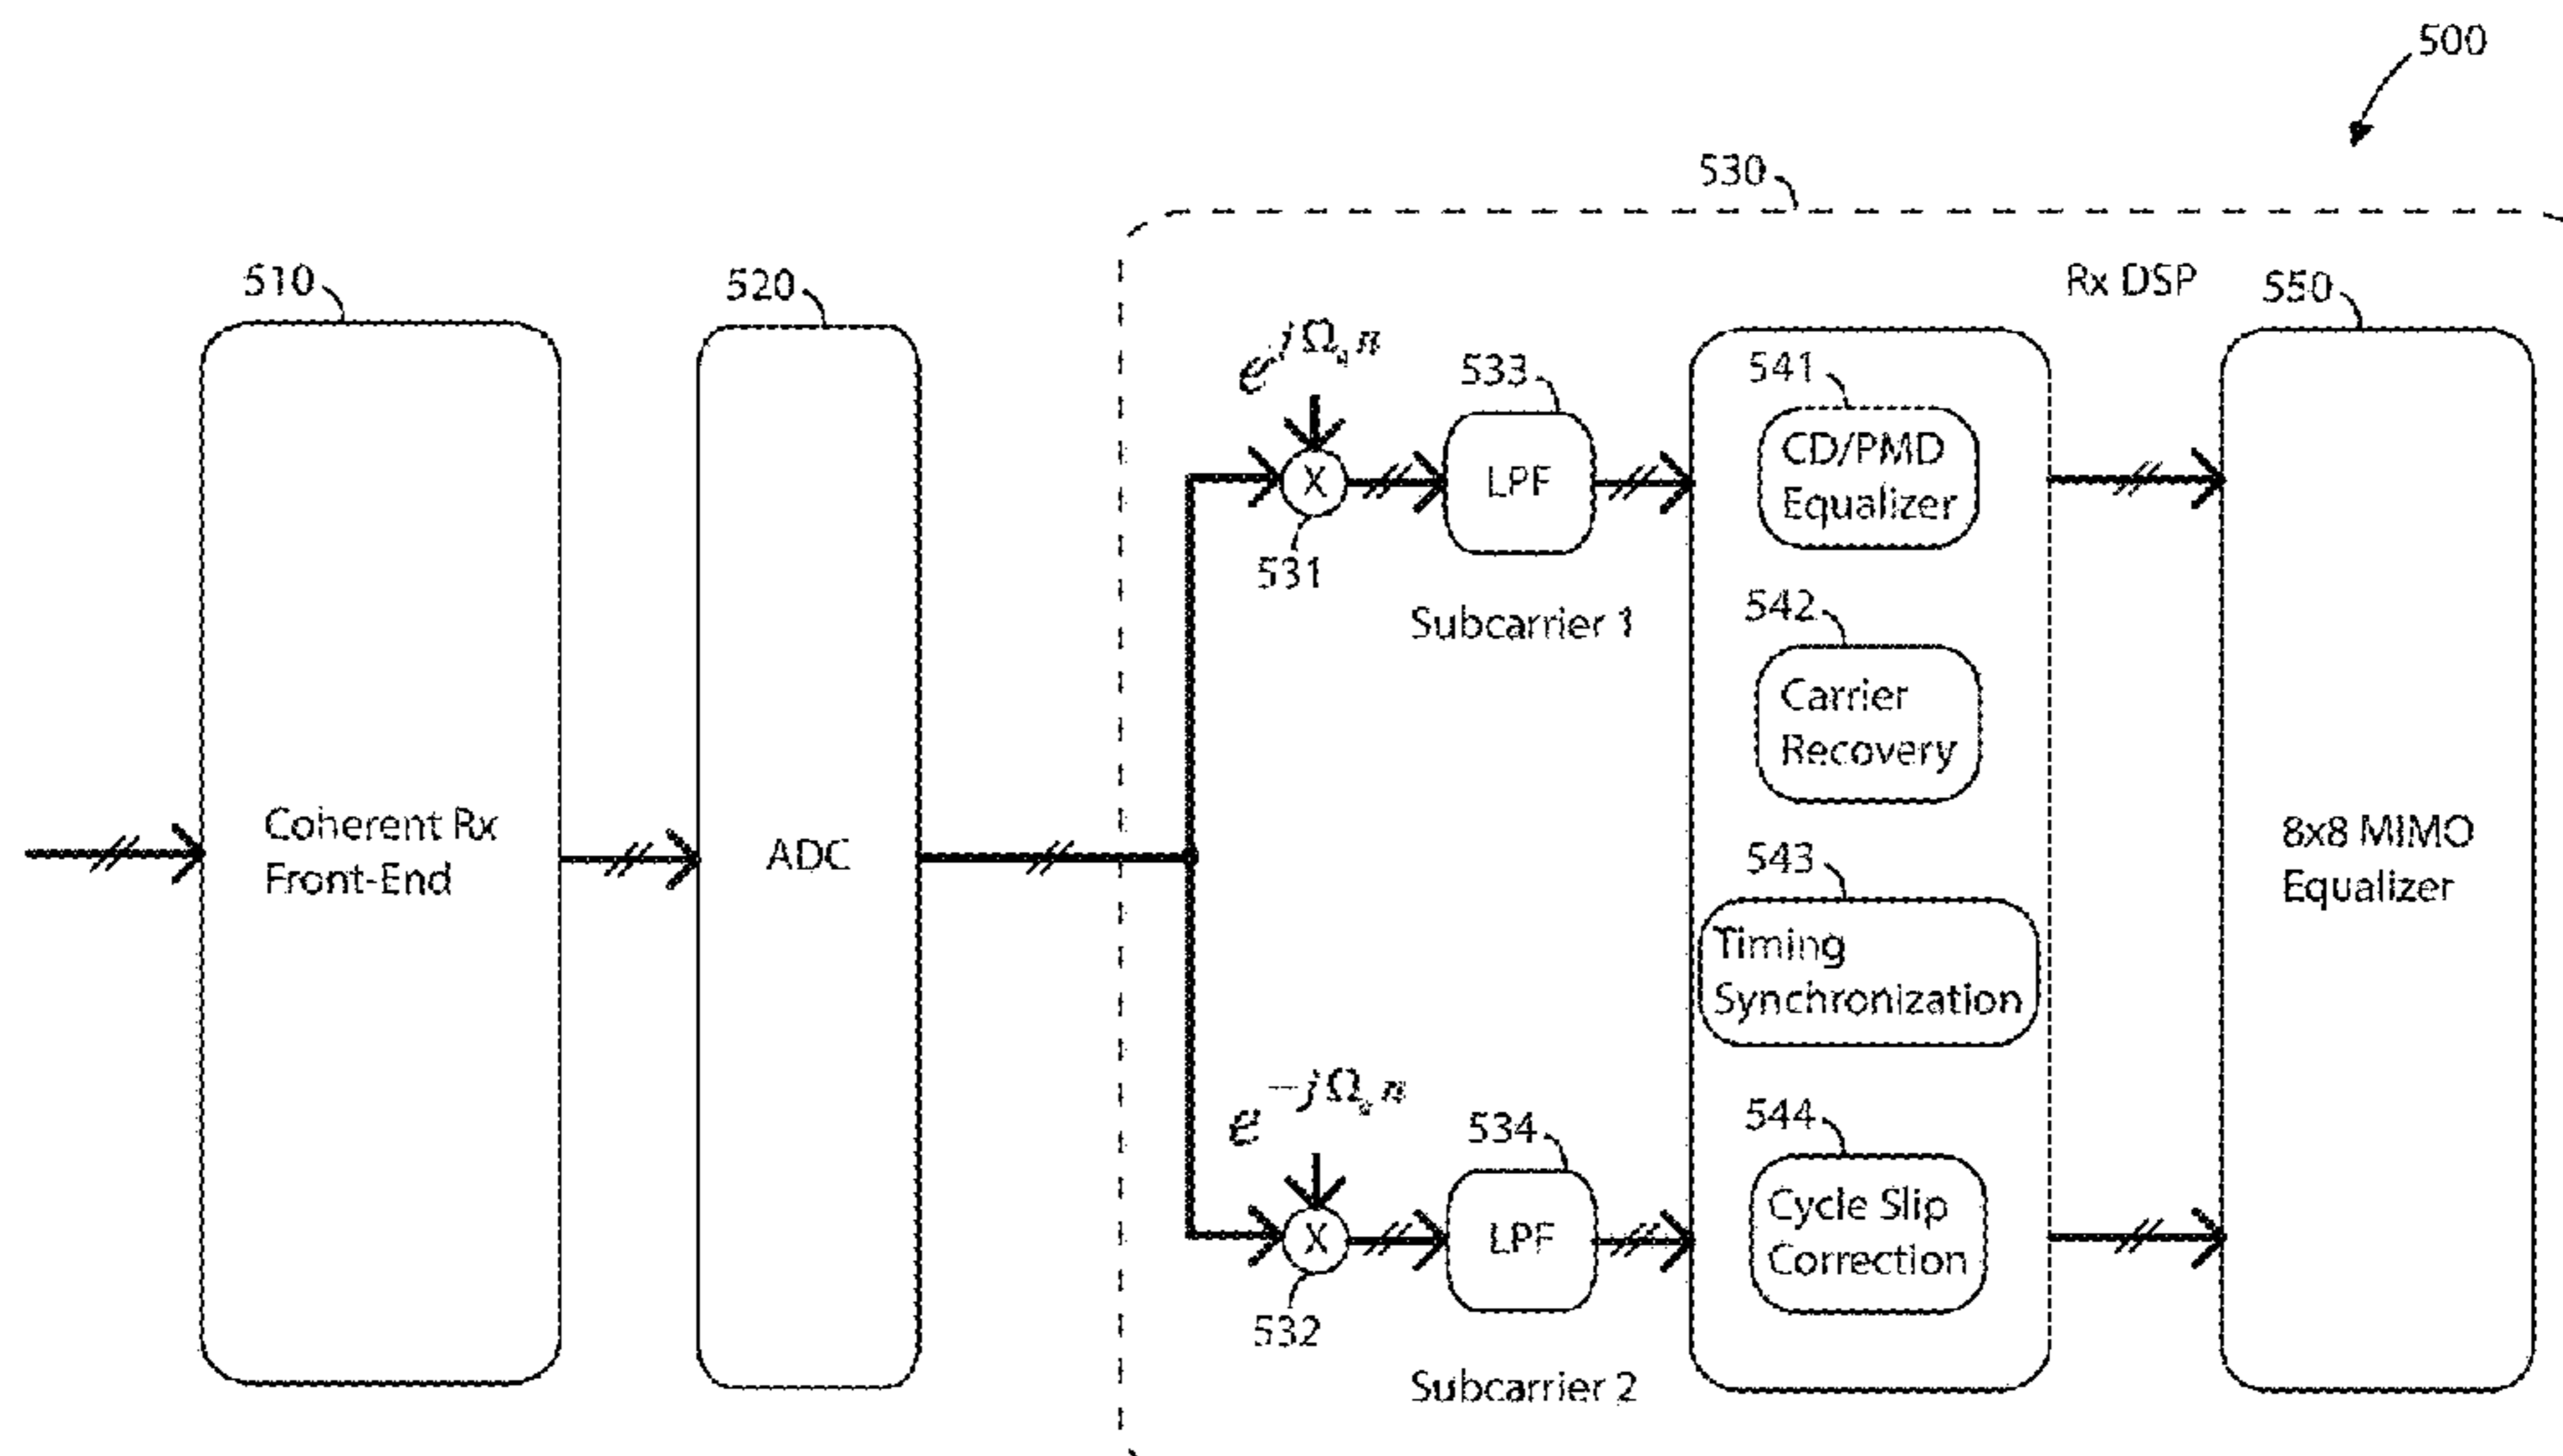 500
530
510
520
Rx DSP
550
e^{jΩ n}
533
541
LPF
CD/PMD
Equalizer
X
531
Subcarrier 1
542
Carrier
Recovery
Coherent Rx
Front-End
ADC
543
Timing
Synchronization
8x8 MIMO
Equalizer
e^{-jΩ n}
534
544
X
LPF
Cycle Slip
Correction
532
Subcarrier 2